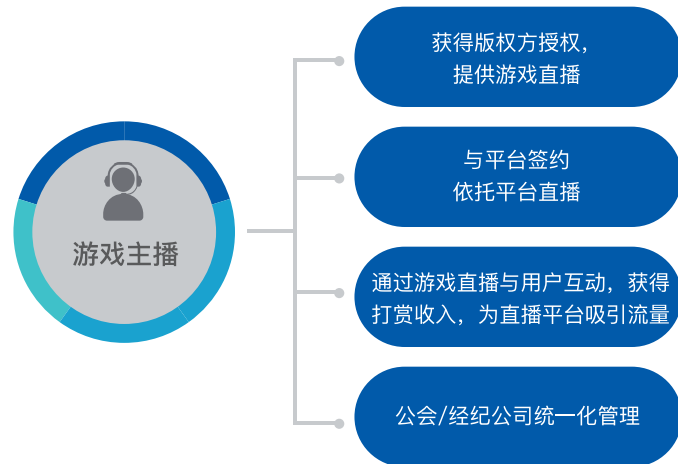 游戏主播
获得版权方授权，
提供游戏直播
与平台签约
依托平台直播
通过游戏直播与用户互动，获得
打赏收入，为直播平台吸引流量
公会/经纪公司统一化管理